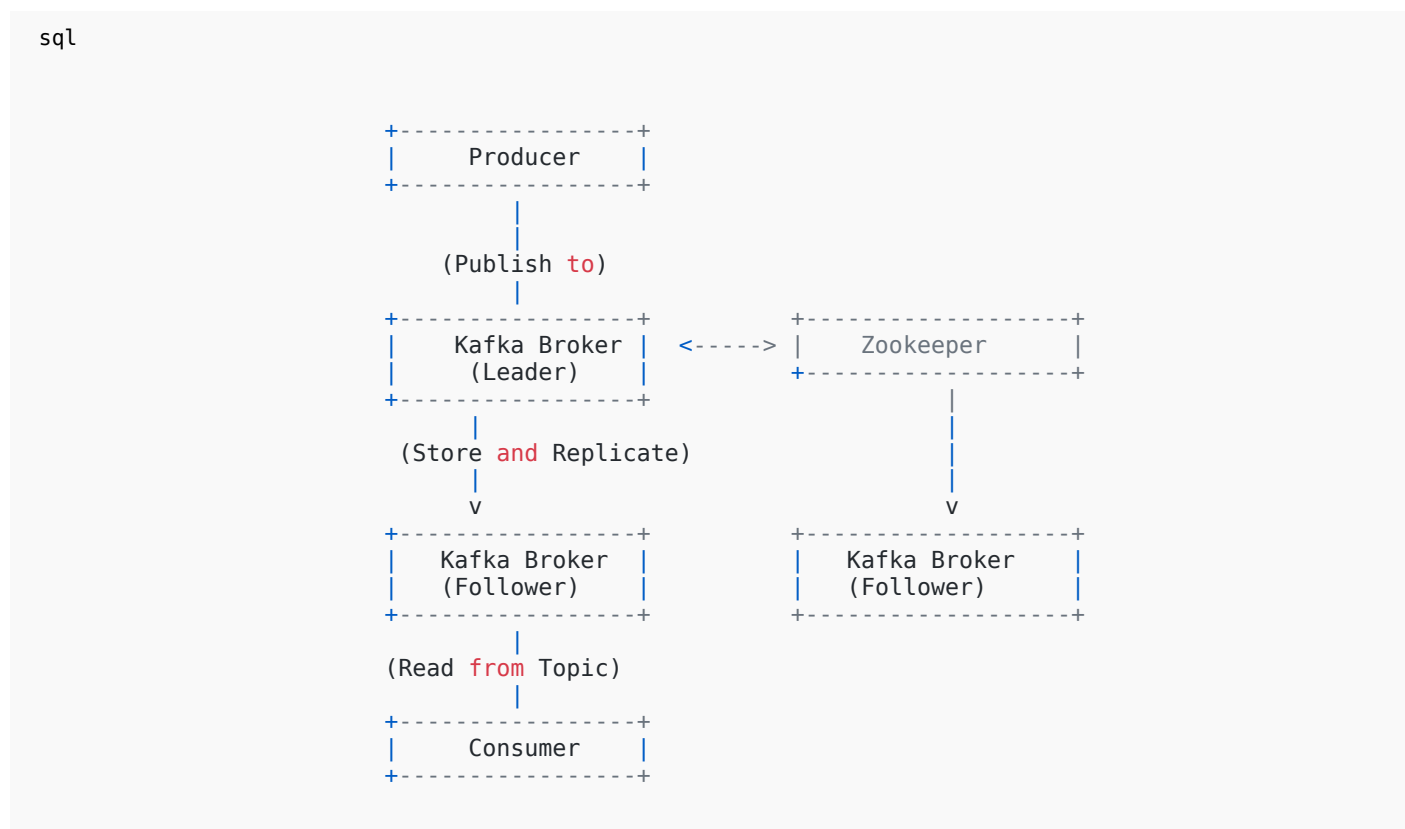 sql
+-----------------+
|     Producer    |
+-----------------+
|
|
(Publish to)
|
+-----------------+          +-------------------+
|    Kafka Broker |  <-----> |    Zookeeper      |
|     (Leader)    |          +-------------------+
+-----------------+                     |
|                                  |
(Store and Replicate)                  |
|                                  |
v                                  v
+-----------------+          +-------------------+
|   Kafka Broker  |          |   Kafka Broker    |
|   (Follower)    |          |   (Follower)      |
+-----------------+          +-------------------+
|
(Read from Topic)
|
+-----------------+
|     Consumer    |
+-----------------+